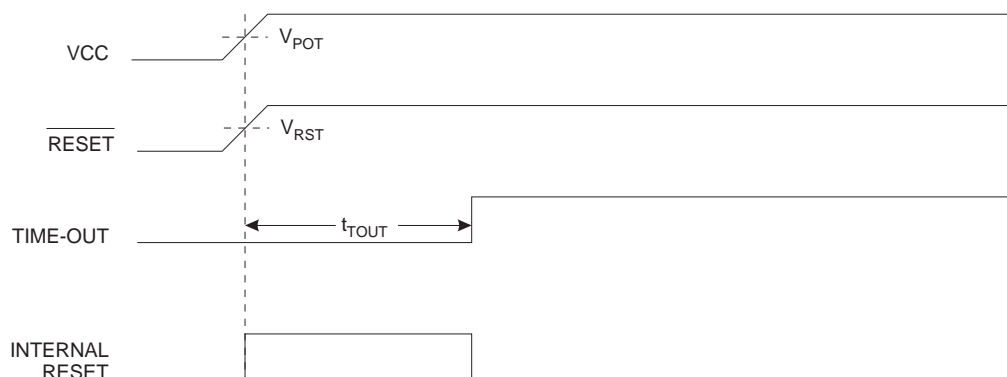 VCC
V_POT
RESET
V_RST
TIME-OUT
t_TOUT
INTERNAL
RESET